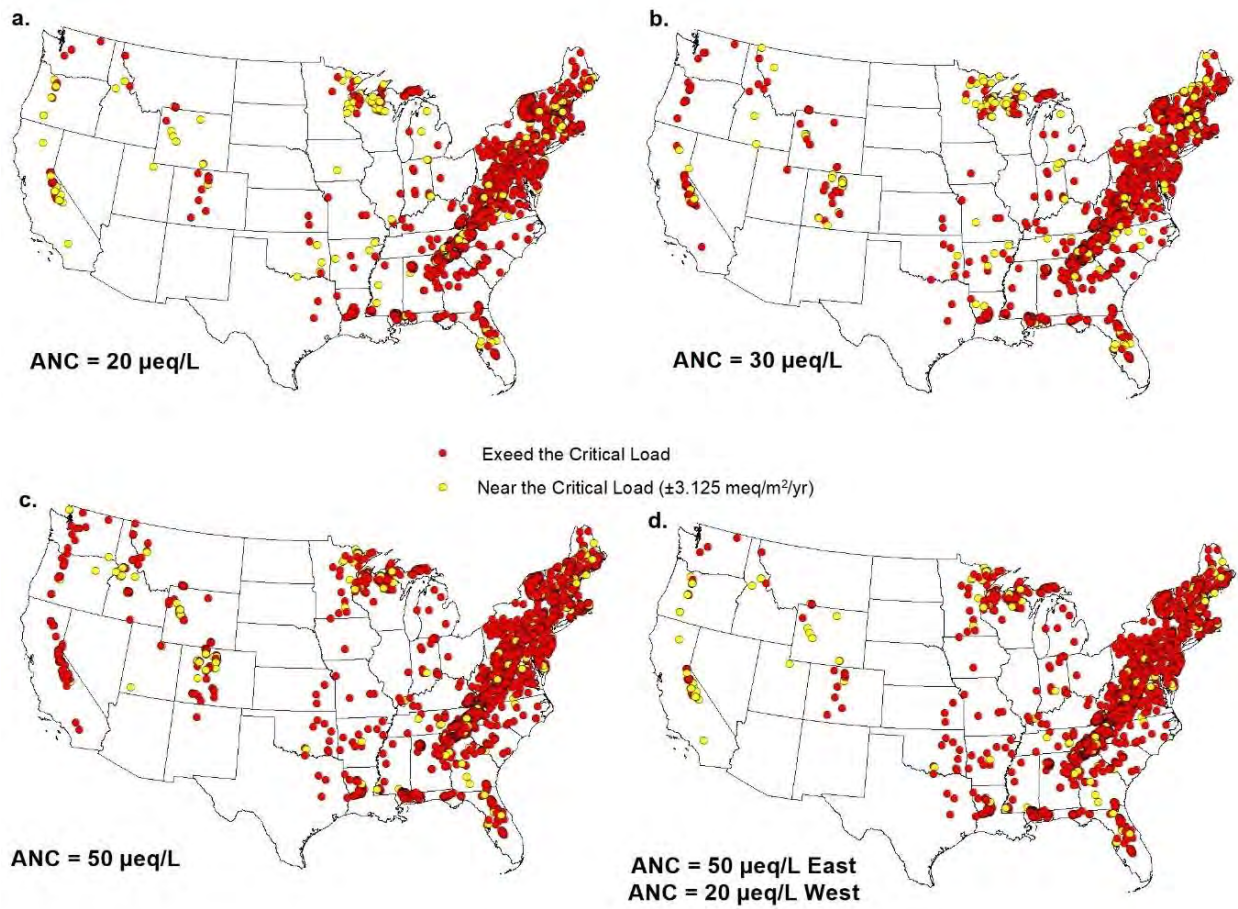 a.
b.
ANC = 20 µeq/L
ANC = 30 µeq/L
Exeed the Critical Load
Near the Critical Load (±3.125 meq/m²/yr)
c.
d.
ANC = 50 µeq/L
ANC = 50 µeq/L East
ANC = 20 µeq/L West